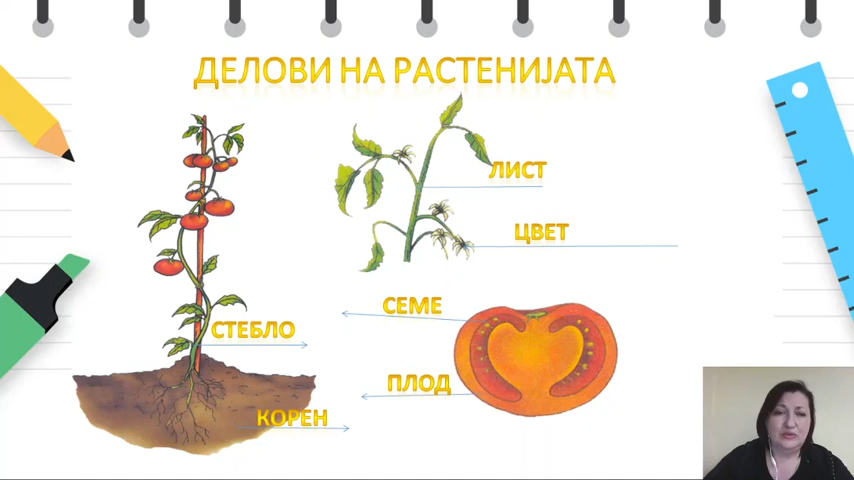 ДЕЛОВИ НА РАСТЕНИЈАТА
ЛИСТ
ЦВЕТ
СЕМЕ
СТЕБЛО
ПЛОД
КОРЕН